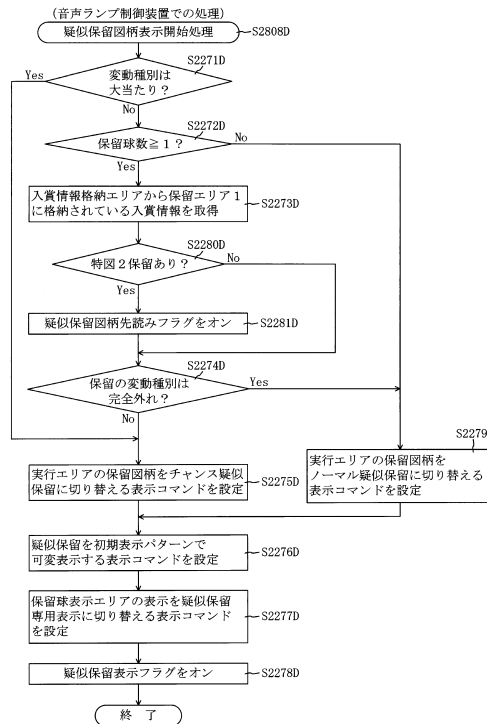 (音声ランプ制御装置での処理)
疑似保留図柄表示開始処理
S2808D
S2271D
Yes
変動種別は
大当たり?
No
S2272D
保留球数≧1?
No
Yes
入賞情報格納エリアから保留エリア1
に格納されている入賞情報を取得
S2273D
S2280D
特図2保留あり?
No
Yes
疑似保留図柄先読みフラグをオン
S2281D
S2274D
保留の変動種別は
完全外れ?
Yes
No
S2279
実行エリアの保留図柄をチャンス疑似
保留に切り替える表示コマンドを設定
S2275D
実行エリアの保留図柄を
ノーマル疑似保留に切り替える
表示コマンドを設定
疑似保留を初期表示パターンで
可変表示する表示コマンドを設定
S2276D
保留球表示エリアの表示を疑似保留
専用表示に切り替える表示コマンド
を設定
S2277D
疑似保留表示フラグをオン
S2278D
終了